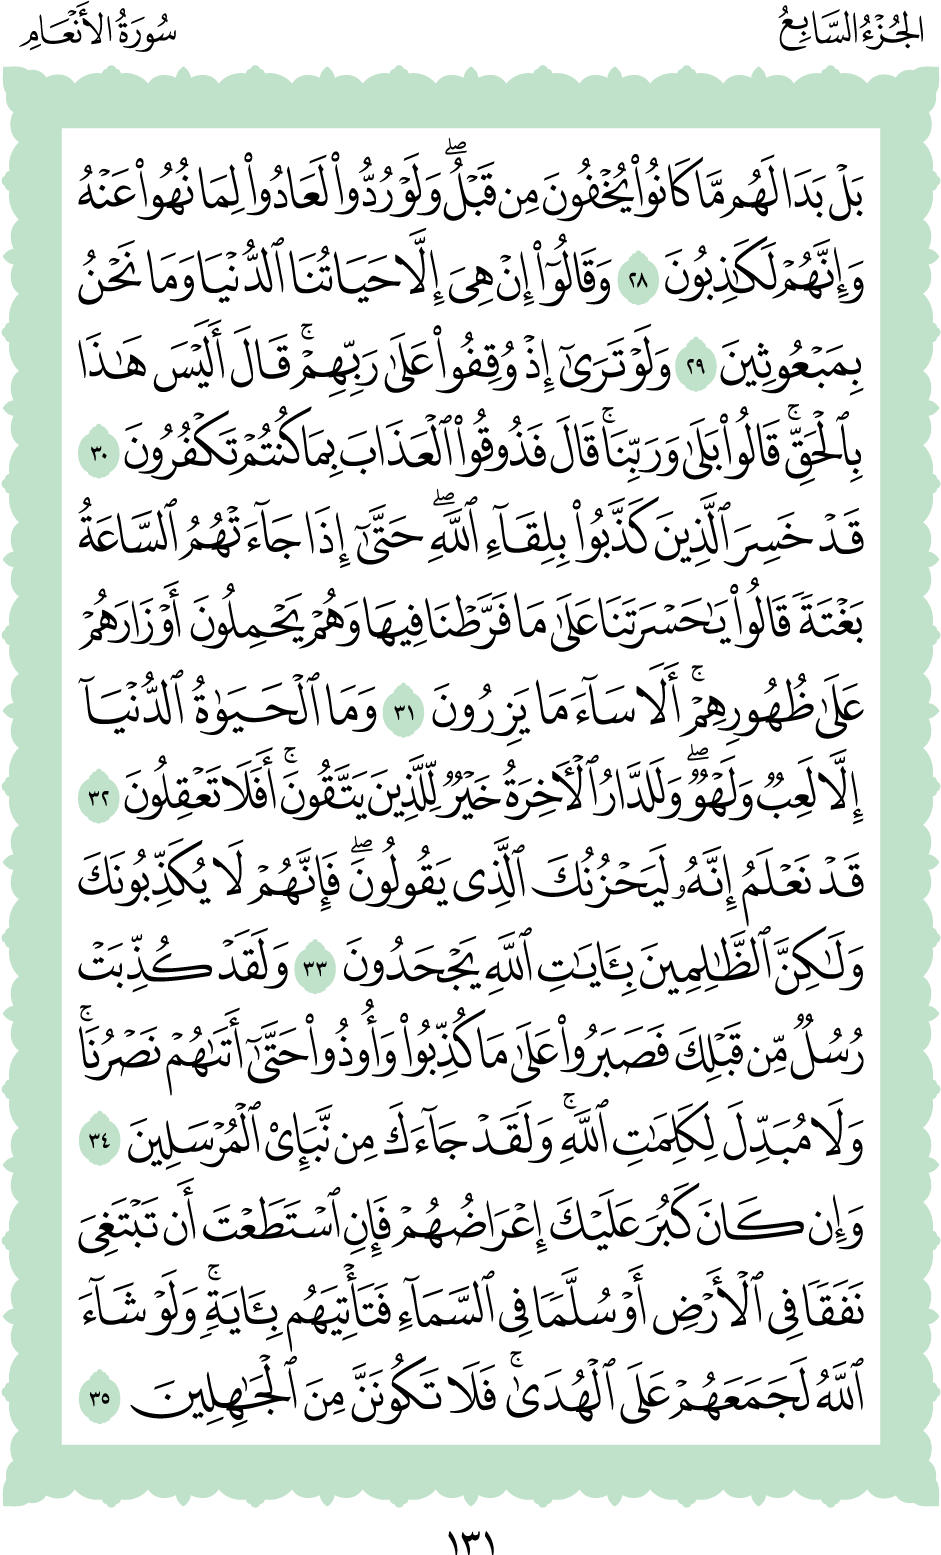 الجُزْءُ السَّابِعُ
سُورَةُ الأَنْعَامِ
بَلۡ بَدَا لَهُم مَّا كَانُواْ يُخۡفُونَ مِن قَبۡلُۖ وَلَوۡ رُدُّواْ لَعَادُواْ لِمَا نُهُواْ عَنۡهُ
وَإِنَّهُمۡ لَكَٰذِبُونَ ٢٨ وَقَالُوٓاْ إِنۡ هِيَ إِلَّا حَيَاتُنَا ٱلدُّنۡيَا وَمَا نَحۡنُ
بِمَبۡعُوثِينَ ٢٩ وَلَوۡ تَرَىٰٓ إِذۡ وُقِفُواْ عَلَىٰ رَبِّهِمۡۚ قَالَ أَلَيۡسَ هَٰذَا
بِٱلۡحَقِّۚ قَالُواْ بَلَىٰ وَرَبِّنَاۚ قَالَ فَذُوقُواْ ٱلۡعَذَابَ بِمَا كُنتُمۡ تَكۡفُرُونَ ٣٠
قَدۡ خَسِرَ ٱلَّذِينَ كَذَّبُواْ بِلِقَآءِ ٱللَّهِۖ حَتَّىٰٓ إِذَا جَآءَتۡهُمُ ٱلسَّاعَةُ
بَغۡتَةٗ قَالُواْ يَٰحَسۡرَتَنَا عَلَىٰ مَا فَرَّطۡنَا فِيهَا وَهُمۡ يَحۡمِلُونَ أَوۡزَارَهُمۡ
عَلَىٰ ظُهُورِهِمۡۚ أَلَا سَآءَ مَا يَزِرُونَ ٣١ وَمَا ٱلۡحَيَوٰةُ ٱلدُّنۡيَآ
إِلَّا لَعِبٞ وَلَهۡوٞۖ وَلَلدَّارُ ٱلۡأٓخِرَةُ خَيۡرٞ لِّلَّذِينَ يَتَّقُونَۚ أَفَلَا تَعۡقِلُونَ ٣٢
قَدۡ نَعۡلَمُ إِنَّهُۥ لَيَحۡزُنُكَ ٱلَّذِي يَقُولُونَۖ فَإِنَّهُمۡ لَا يُكَذِّبُونَكَ
وَلَٰكِنَّ ٱلظَّٰلِمِينَ بِـَٔايَٰتِ ٱللَّهِ يَجۡحَدُونَ ٣٣ وَلَقَدۡ كُذِّبَتۡ
رُسُلٞ مِّن قَبۡلِكَ فَصَبَرُواْ عَلَىٰ مَا كُذِّبُواْ وَأُوذُواْ حَتَّىٰٓ أَتَىٰهُمۡ نَصۡرُنَاۚ
وَلَا مُبَدِّلَ لِكَلِمَٰتِ ٱللَّهِۚ وَلَقَدۡ جَآءَكَ مِن نَّبَإِيْ ٱلۡمُرۡسَلِينَ ٣٤
وَإِن كَانَ كَبُرَ عَلَيۡكَ إِعۡرَاضُهُمۡ فَإِنِ ٱسۡتَطَعۡتَ أَن تَبۡتَغِيَ
نَفَقٗا فِي ٱلۡأَرۡضِ أَوۡ سُلَّمٗا فِي ٱلسَّمَآءِ فَتَأۡتِيَهُم بِـَٔايَةٖۚ وَلَوۡ شَآءَ
ٱللَّهُ لَجَمَعَهُمۡ عَلَى ٱلۡهُدَىٰۚ فَلَا تَكُونَنَّ مِنَ ٱلۡجَٰهِلِينَ ٣٥
١٣١